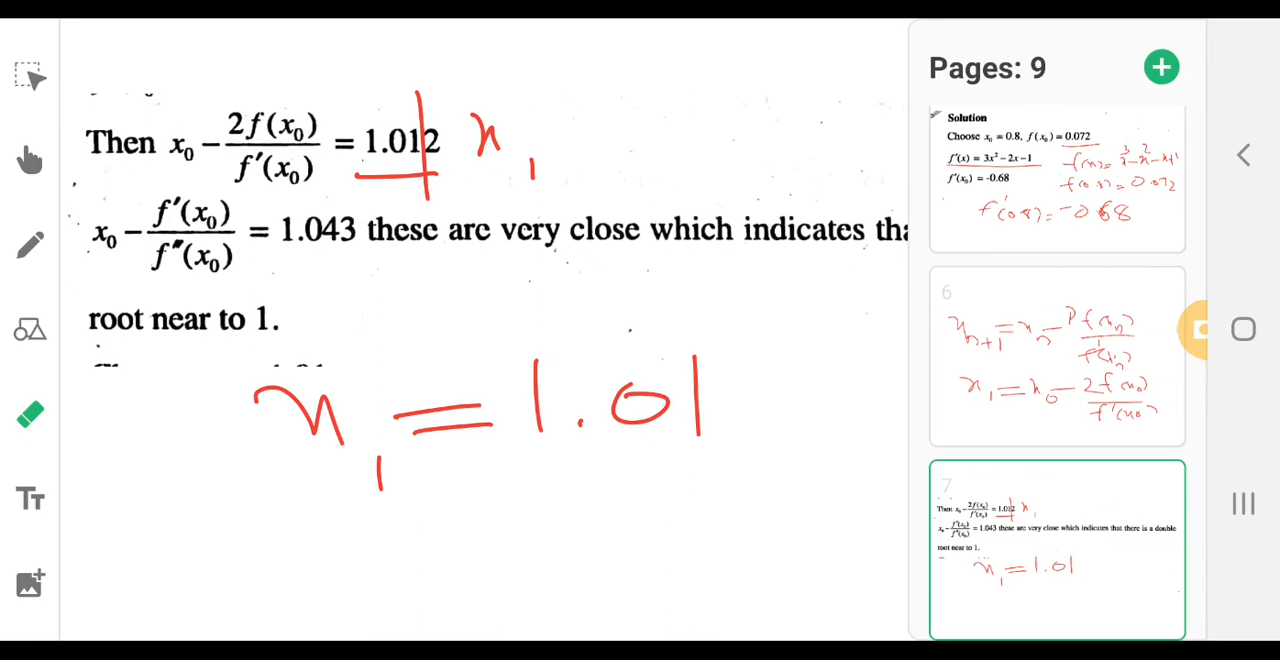 Then x₀ − 2f(x₀)/f′(x₀) = 1.012 x₁
x₀ − f′(x₀)/f″(x₀) = 1.043 these are very close which indicates tha
root near to 1.
x₁ = 1.01
Tт
Pages: 9
Solution
Choose x₀ = 0.8, f(x₀) = 0.072
f′(x) = 3x² − 2x − 1 f(x) = x³ − x² − x + 1
f′(x₀) = -0.68 f(0.8) = 0.072
f′(0.8) = −0.68
6
xₙ₊₁ = xₙ − P f(xₙ)/f′(xₙ)
x₁ = x₀ − 2f(x₀)/f′(x₀)
7
Then x₀ − 2f(x₀)/f′(x₀) = 1.012 x₁
x₀ − f′(x₀)/f″(x₀) = 1.043 these are very close which indicates that there is a double
root near to 1.
x₁ = 1.01